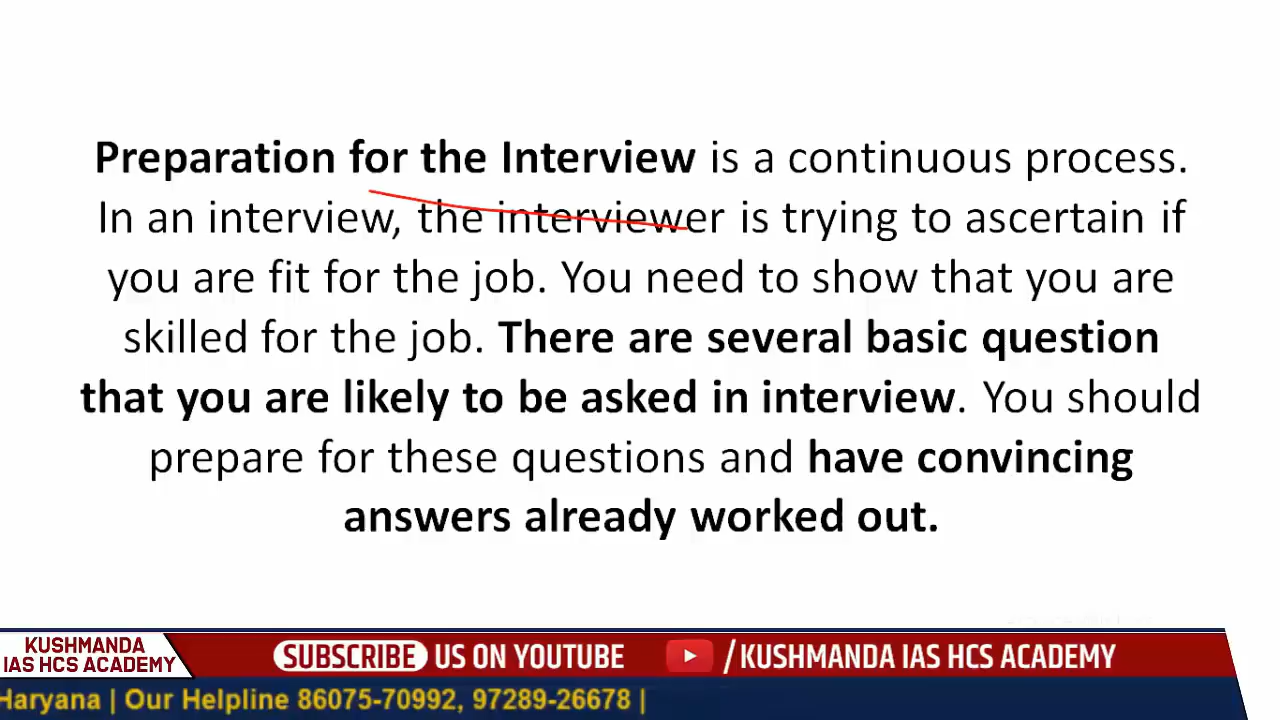 Preparation for the Interview is a continuous process.
In an interview, the interviewer is trying to ascertain if
you are fit for the job. You need to show that you are
skilled for the job. There are several basic question
that you are likely to be asked in interview. You should
prepare for these questions and have convincing
answers already worked out.
KUSHMANDA
IAS HCS ACADEMY
SUBSCRIBE US ON YOUTUBE
/KUSHMANDA IAS HCS ACADEMY
Haryana | Our Helpline 86075-70992, 97289-26678 |